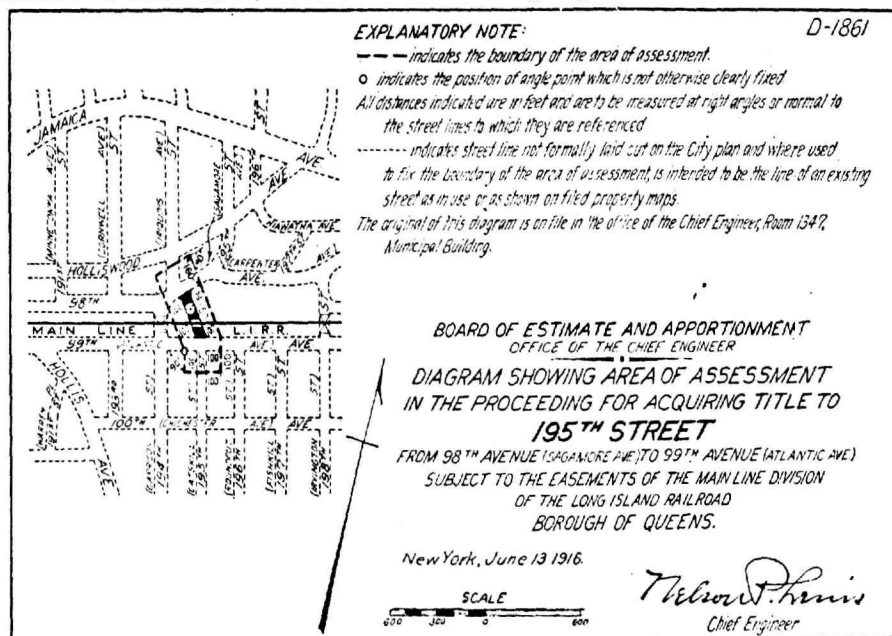 D-1861
EXPLANATORY NOTE:
indicates the boundary of the area of assessment.
indicates the position of angle point which is not otherwise clearly fixed
All distances indicated are in feet and are to be measured at right angles or normal to
the street lines to which they are referenced
indicates street line not formally laid out on the City plan and where used
to fix the boundary of the area of assessment, is intended to be the line of an existing
street as in use or as shown on filed property maps.
The original of this diagram is on file in the office of the Chief Engineer, Room 1347,
Municipal Building.
JAMAICA
AVE
HOLLISWOOD
AVE.
CARPENTER
98TH
MAIN LINE L.I.R.R.
99TH
AVE
HOLLIS
AVE
100TH
AVE
191ST
193RD
194TH
195TH
196TH
197TH
198TH
BOARD OF ESTIMATE AND APPORTIONMENT
OFFICE OF THE CHIEF ENGINEER
DIAGRAM SHOWING AREA OF ASSESSMENT
IN THE PROCEEDING FOR ACQUIRING TITLE TO
195TH STREET
FROM 98TH AVENUE (SAGAMORE AVE) TO 99TH AVENUE (ATLANTIC AVE)
SUBJECT TO THE EASEMENTS OF THE MAIN LINE DIVISION
OF THE LONG ISLAND RAILROAD
BOROUGH OF QUEENS.
New York, June 13 1916.
SCALE
600 300 0 600
Nelson P. Lewis
Chief Engineer